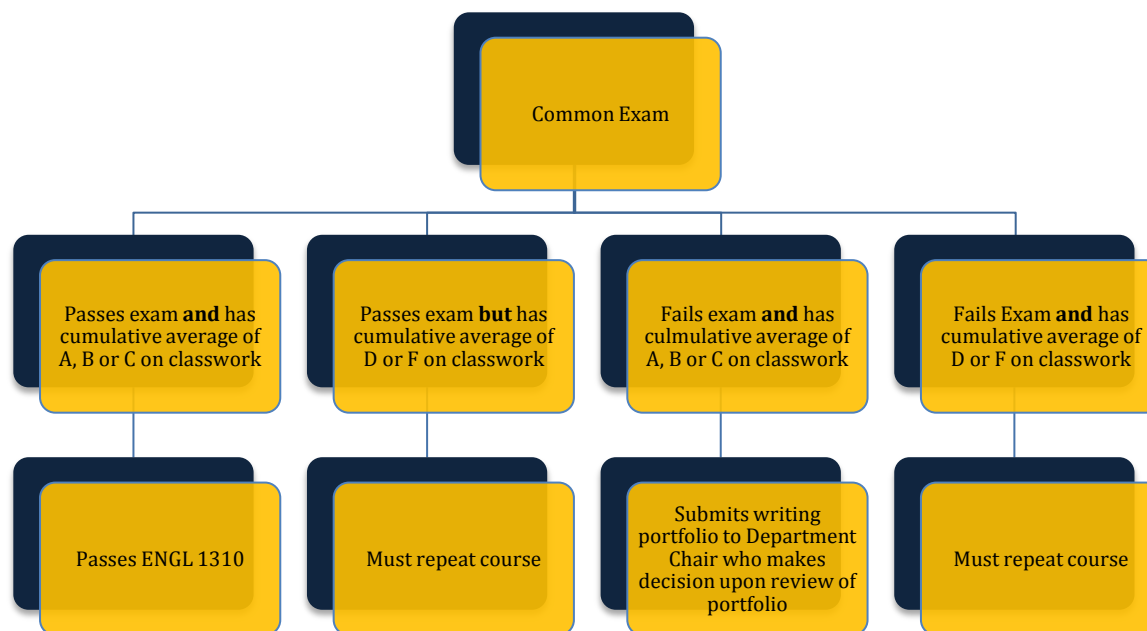 Common Exam
Passes exam and has
cumulative average of
A, B or C on classwork
Passes exam but has
cumulative average of
D or F on classwork
Fails exam and has
culmulative average of
A, B or C on classwork
Fails Exam and has
cumulative average of
D or F on classwork
Passes ENGL 1310
Must repeat course
Submits writing
portfolio to Department
Chair who makes
decision upon review of
portfolio
Must repeat course